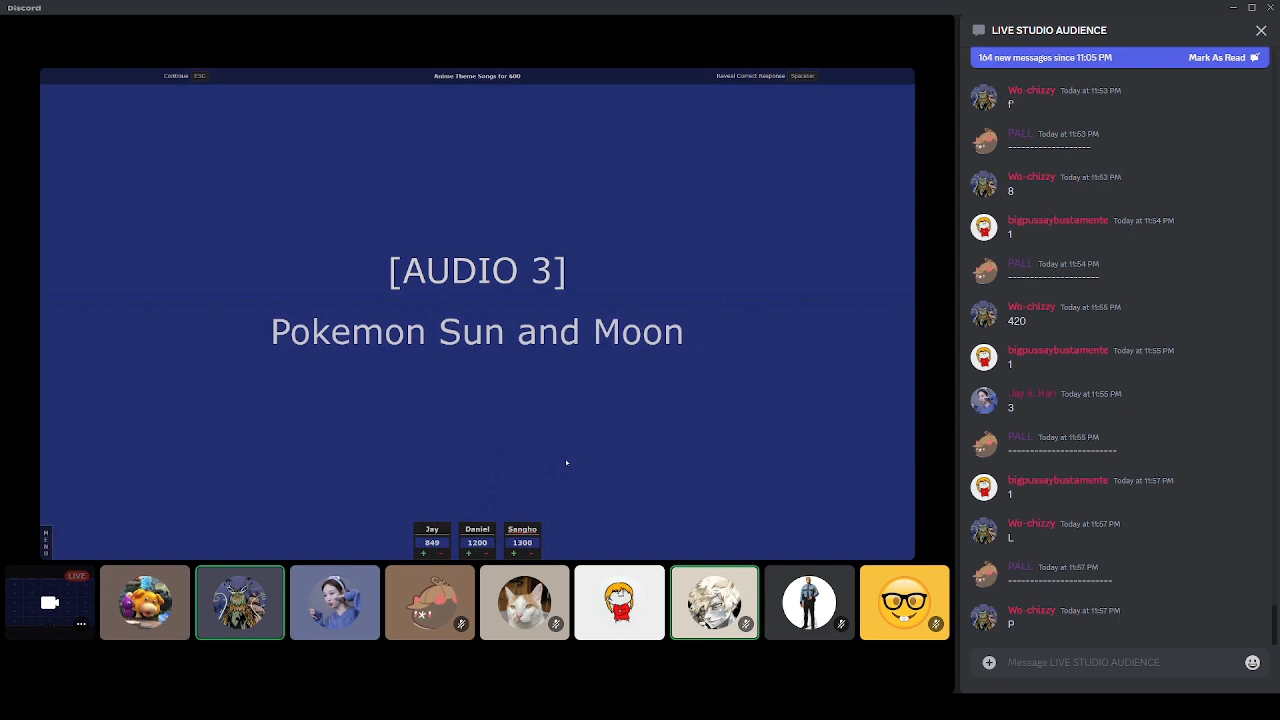 Discord
Continue ESC
Anime Theme Songs for 600
Reveal Correct Response Spacebar
[AUDIO 3]
Pokemon Sun and Moon
MENU
Jay Daniel Sangho
849 1200 1300
+ - + - + -
LIVE
LIVE STUDIO AUDIENCE
164 new messages since 11:05 PM Mark As Read
Wo-chizzy Today at 11:53 PM
f'
PALL Today at 11:53 PM
-------------------
Wo-chizzy Today at 11:53 PM
8
bigpussaybustamente Today at 11:54 PM
1
PALL Today at 11:54 PM
---------------------
Wo-chizzy Today at 11:55 PM
420
bigpussaybustamente Today at 11:55 PM
1
Jay S. Han Today at 11:55 PM
3
PALL Today at 11:55 PM
-------------------------
bigpussaybustamente Today at 11:57 PM
1
Wo-chizzy Today at 11:57 PM
L
PALL Today at 11:57 PM
------------------------
Wo-chizzy Today at 11:57 PM
p
Message LIVE STUDIO AUDIENCE